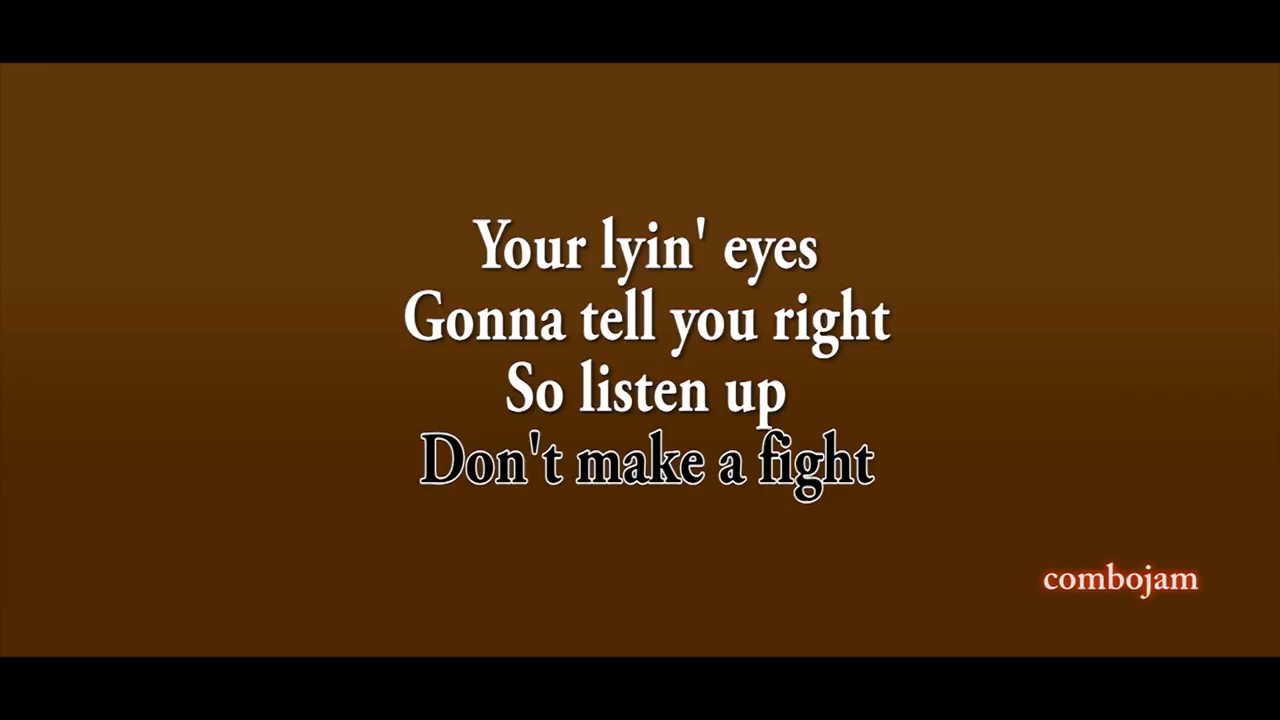 Your lyin' eyes
Gonna tell you right
So listen up
Don't make a fight
combojam